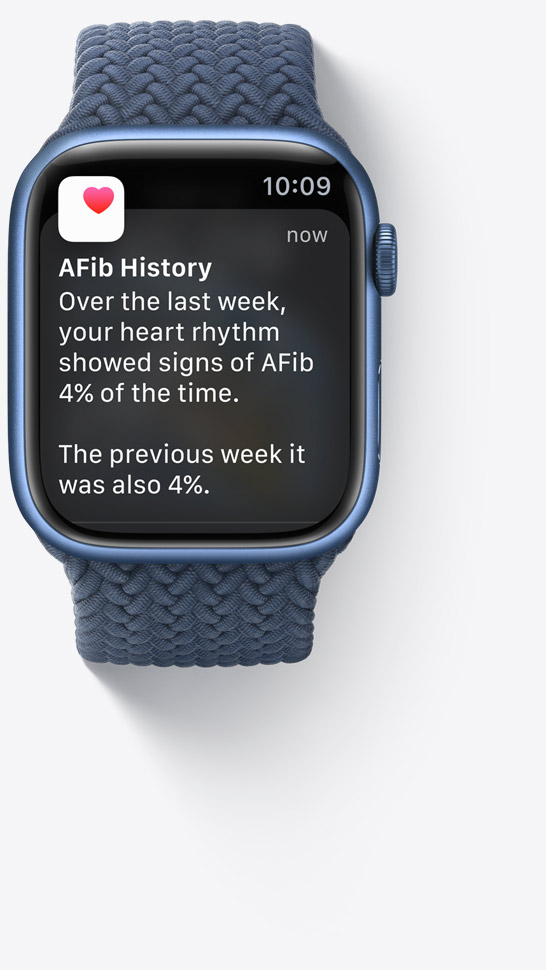 10:09
now
AFib History
Over the last week,
your heart rhythm
showed signs of AFib
4% of the time.
The previous week it
was also 4%.